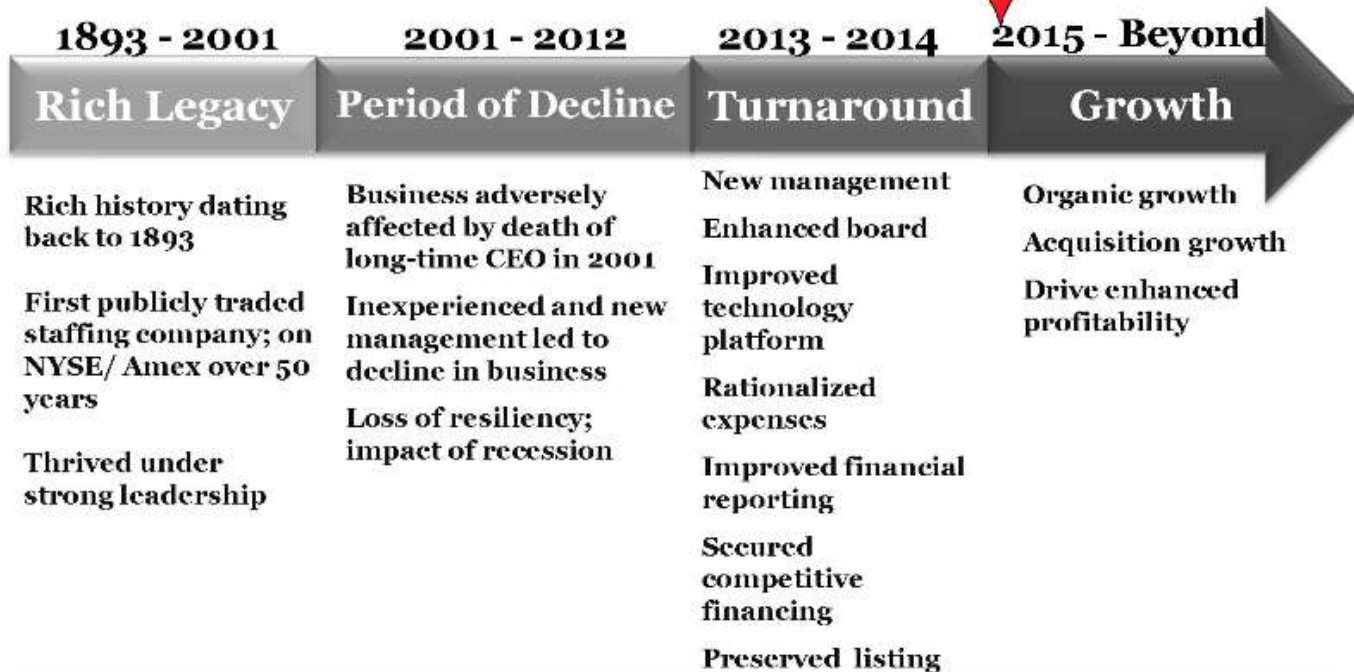 1893 - 2001
Rich Legacy
Rich history dating
back to 1893
First publicly traded
staffing company; on
NYSE/ Amex over 50
years
Thrived under
strong leadership
2001 - 2012
Period of Decline
Business adversely
affected by death of
long-time CEO in 2001
Inexperienced and new
management led to
decline in business
Loss of resiliency;
impact of recession
2013 - 2014
Turnaround
New management
Enhanced board
Improved
technology
platform
Rationalized
expenses
Improved financial
reporting
Secured
competitive
financing
Preserved listing
2015 - Beyond
Growth
Organic growth
Acquisition growth
Drive enhanced
profitability